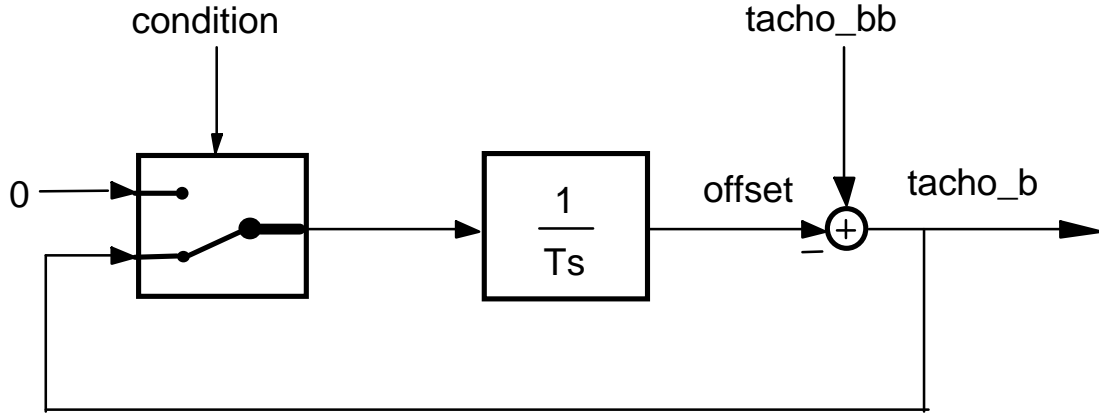 condition
tacho_bb
0
1
Ts
offset
tacho_b
+
−